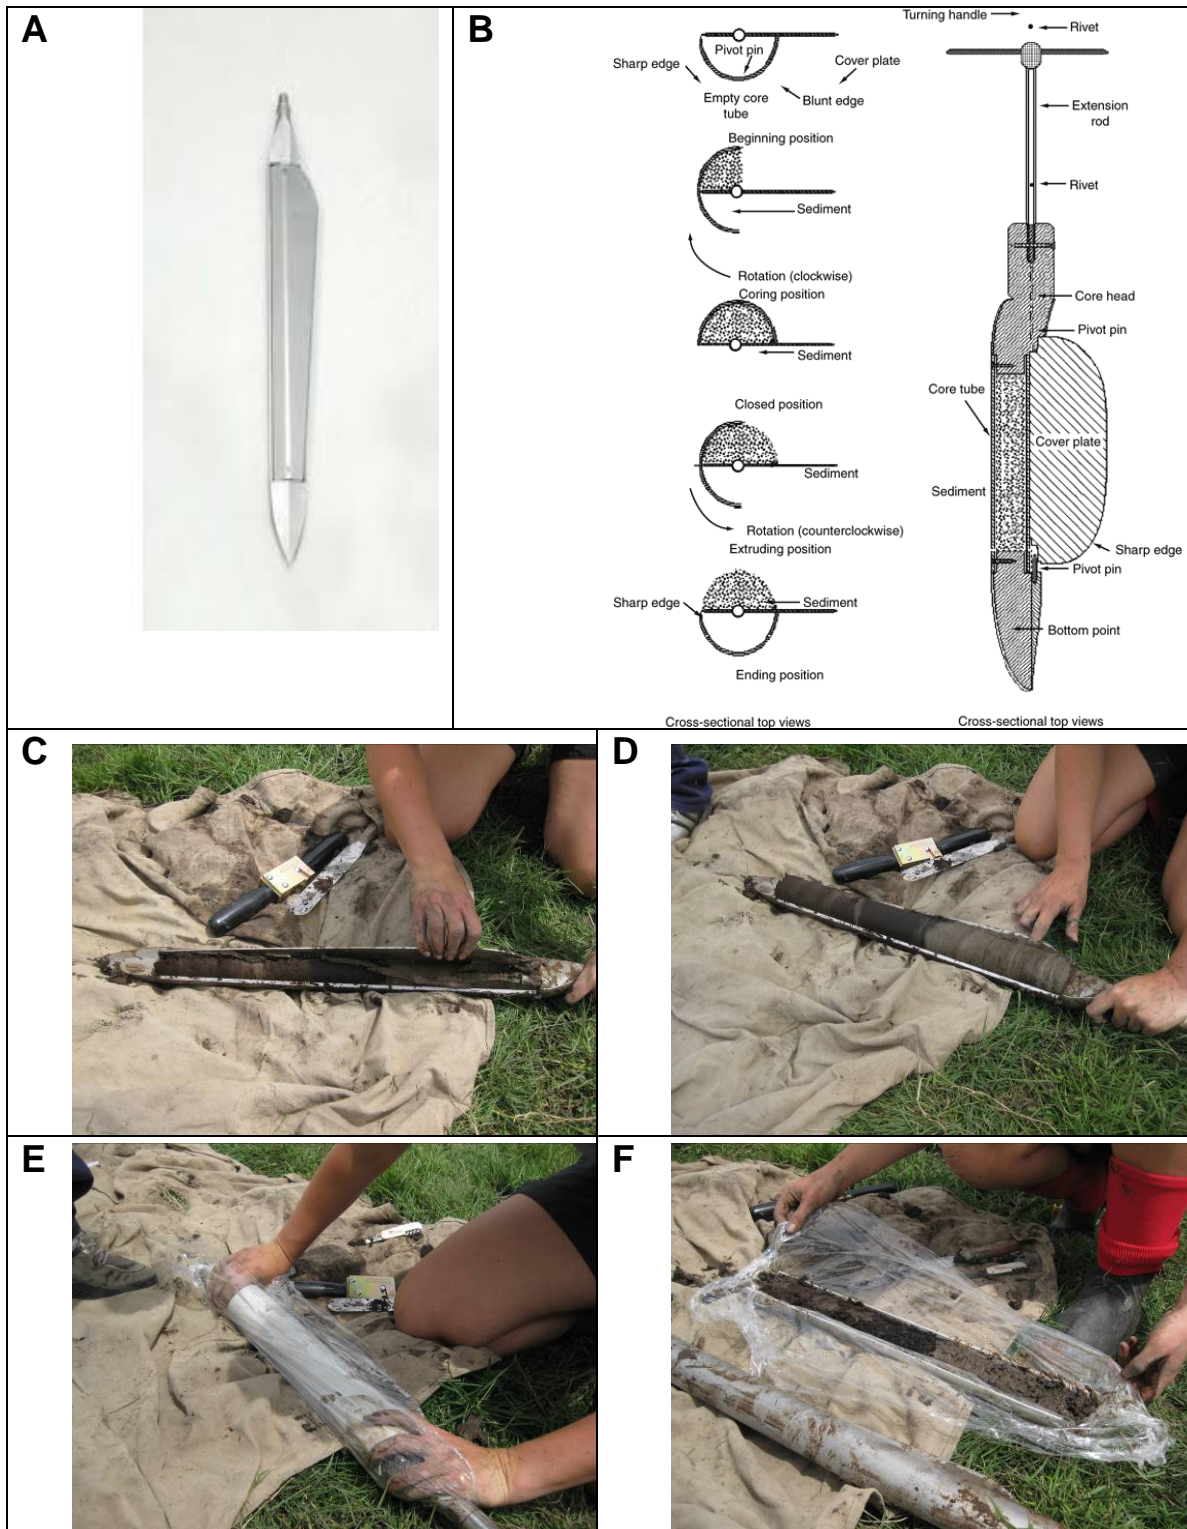 A
B
Pivot pin
Sharp edge
Cover plate
Empty core
tube
Blunt edge
Beginning position
Sediment
Rotation (clockwise)
Coring position
Sediment
Closed position
Sediment
Rotation (counterclockwise)
Extruding position
Sharp edge
Sediment
Ending position
Cross-sectional top views
Turning handle
Rivet
Extension
rod
Rivet
Core head
Pivot pin
Core tube
Cover plate
Sediment
Sharp edge
Pivot pin
Bottom point
Cross-sectional top views
C
D
E
F